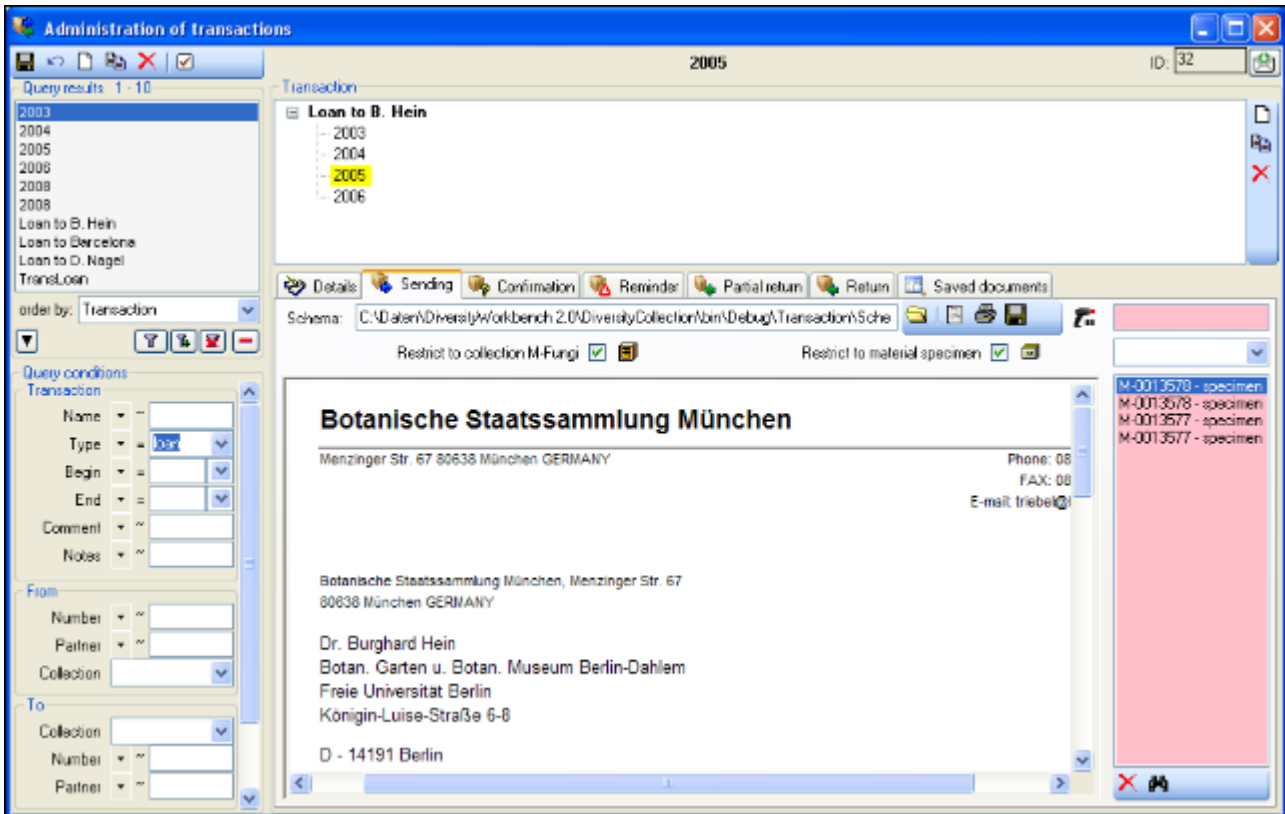 Administration of transactions
2005
ID: 32
Query results 1 - 10
2003
2004
2005
2006
2008
2008
Loan to B. Hein
Loan to Barcelona
Loan to D. Nagel
TransLoan
order by: Transaction
Query conditions
Transaction
Name ~
Type = loan
Begin =
End =
Comment ~
Notes ~
From
Number ~
Partner ~
Collection
To
Collection
Number ~
Partner ~
Transaction
Loan to B. Hein
2003
2004
2005
2006
Details Sending Confirmation Reminder Partial return Return Saved documents
Schema: C:\Daten\DiversityWorkbench 2.0\DiversityCollection\bin\Debug\Transaction\Sche
Restrict to collection M-Fungi Restrict to material specimen
Botanische Staatssammlung München
Menzinger Str. 67 80638 München GERMANY Phone: 08
FAX: 08
E-mail: triebel@
Botanische Staatssammlung München, Menzinger Str. 67
80638 München GERMANY
Dr. Burghard Hein
Botan. Garten u. Botan. Museum Berlin-Dahlem
Freie Universität Berlin
Königin-Luise-Straße 6-8
D - 14191 Berlin
M-0013578 - specimen
M-0013578 - specimen
M-0013577 - specimen
M-0013577 - specimen